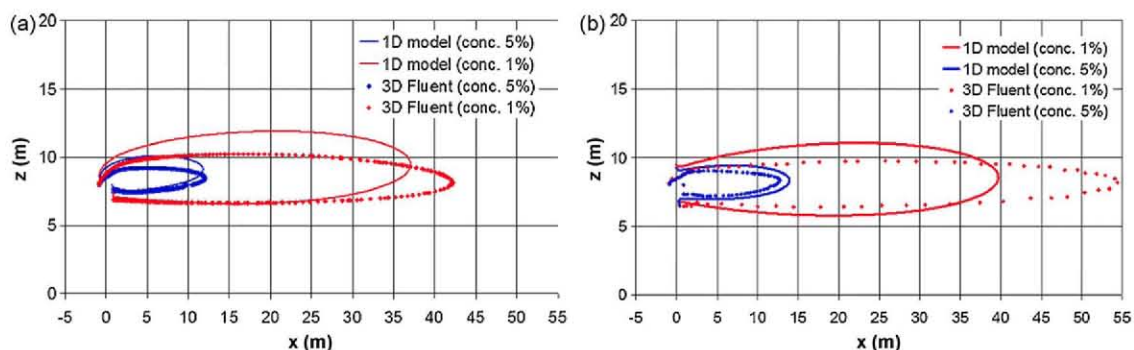 (a)
20
15
10
5
0
z (m)
1D model (conc. 5%)
1D model (conc. 1%)
3D Fluent (conc. 5%)
3D Fluent (conc. 1%)
-5 0 5 10 15 20 25 30 35 40 45 50 55
x (m)
(b)
20
15
10
5
0
z (m)
1D model (conc. 1%)
1D model (conc. 5%)
3D Fluent (conc. 1%)
3D Fluent (conc. 5%)
-5 0 5 10 15 20 25 30 35 40 45 50 55
x (m)